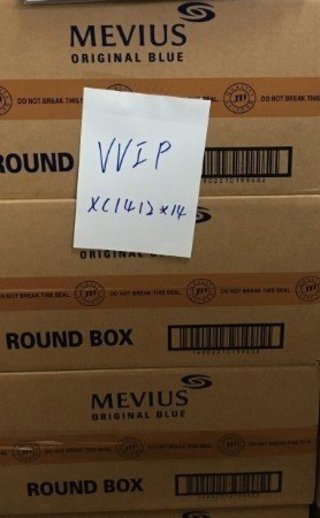 MEVIUS
ORIGINAL BLUE
DO NOT BREAK THIS
DO NOT BREAK THIS
ROUND
VVIP
X(141)2×14
ORIGINAL
DO NOT BREAK THIS SEAL
DO NOT BREAK THIS SEAL
ROUND BOX
14902210199402
MEVIUS
ORIGINAL BLUE
DO NOT BREAK THIS SEAL
ROUND BOX